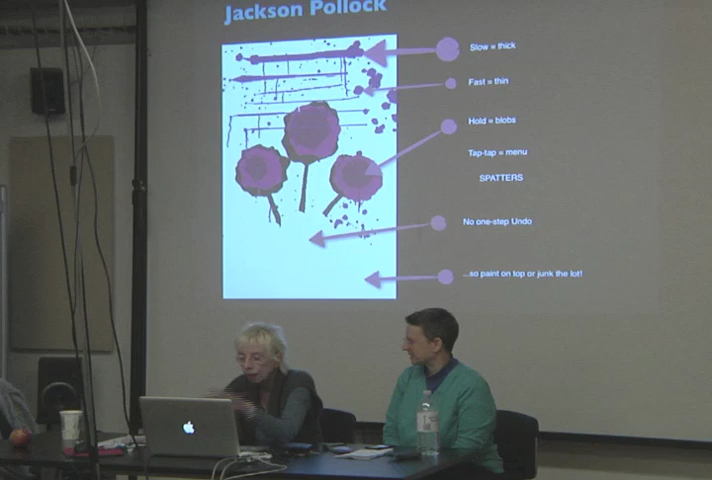 Jackson Pollock
Slow = thick
Fast = thin
Hold = blobs
Tap-tap = menu
SPATTERS
No one-step Undo
...so paint on top or junk the lot!